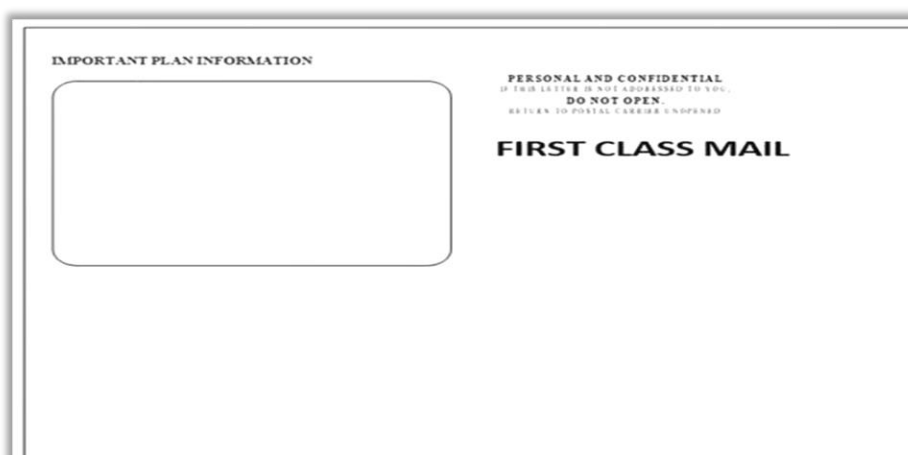 IMPORTANT PLAN INFORMATION
PERSONAL AND CONFIDENTIAL
IF THIS LETTER IS NOT ADDRESSED TO YOU,
DO NOT OPEN.
RETURN TO POSTAL CARRIER UNOPENED
FIRST CLASS MAIL